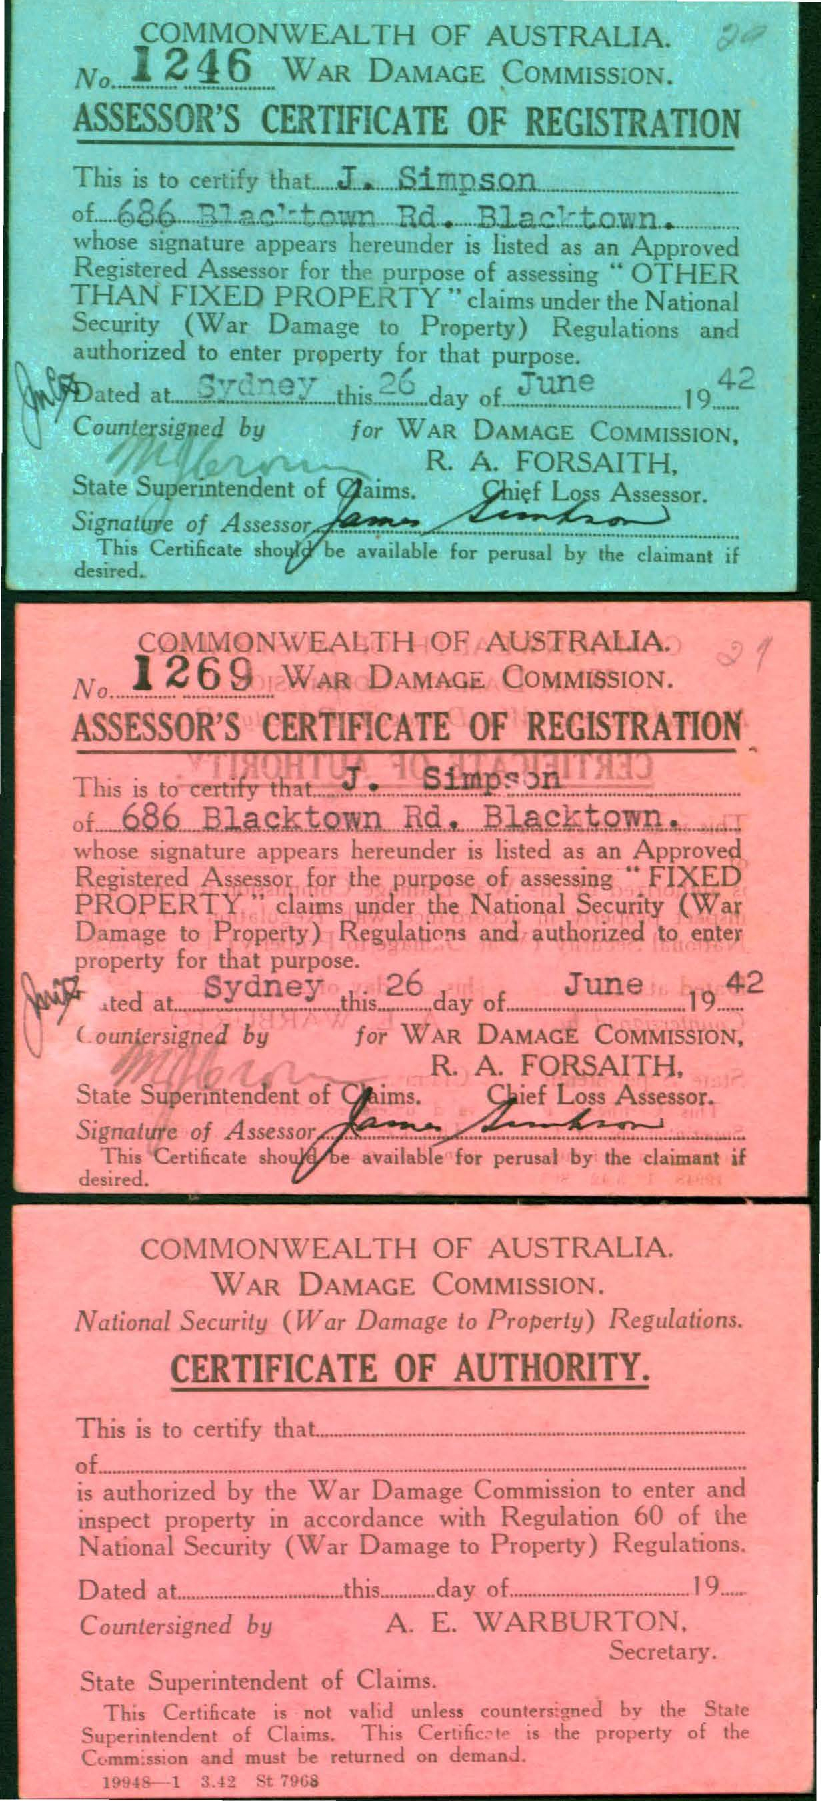 COMMONWEALTH OF AUSTRALIA. 20
No. 1246 WAR DAMAGE COMMISSION.
ASSESSOR'S CERTIFICATE OF REGISTRATION
This is to certify that J. Simpson
of 686 Blacktown Rd. Blacktown.
whose signature appears hereunder is listed as an Approved
Registered Assessor for the purpose of assessing "OTHER
THAN FIXED PROPERTY" claims under the National
Security (War Damage to Property) Regulations and
authorized to enter property for that purpose.
Dated at Sydney this 26 day of June 1942
Countersigned by for WAR DAMAGE COMMISSION,
R. A. FORSAITH,
State Superintendent of Claims. Chief Loss Assessor.
Signature of Assessor James Simpson
This Certificate should be available for perusal by the claimant if
desired.
COMMONWEALTH OF AUSTRALIA. 21
No. 1269 WAR DAMAGE COMMISSION.
ASSESSOR'S CERTIFICATE OF REGISTRATION
This is to certify that J. Simpson
of 686 Blacktown Rd. Blacktown.
whose signature appears hereunder is listed as an Approved
Registered Assessor for the purpose of assessing "FIXED
PROPERTY" claims under the National Security (War
Damage to Property) Regulations and authorized to enter
property for that purpose.
ated at Sydney this 26 day of June 1942
Countersigned by for WAR DAMAGE COMMISSION,
R. A. FORSAITH,
State Superintendent of Claims. Chief Loss Assessor.
Signature of Assessor James Simpson
This Certificate should be available for perusal by the claimant if
desired.
COMMONWEALTH OF AUSTRALIA.
WAR DAMAGE COMMISSION.
National Security (War Damage to Property) Regulations.
CERTIFICATE OF AUTHORITY.
This is to certify that
of
is authorized by the War Damage Commission to enter and
inspect property in accordance with Regulation 60 of the
National Security (War Damage to Property) Regulations.
Dated at this day of 19
Countersigned by A. E. WARBURTON,
Secretary.
State Superintendent of Claims.
This Certificate is not valid unless countersigned by the State
Superintendent of Claims. This Certificate is the property of the
Commission and must be returned on demand.
19948—1 3.42 St 7968